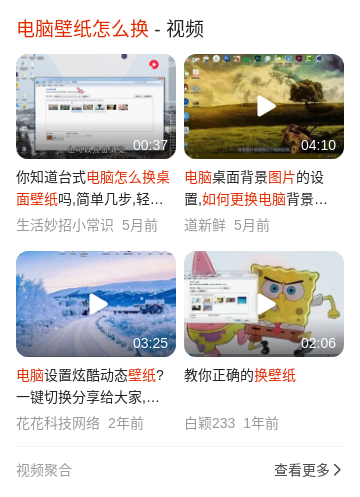 电脑壁纸怎么换 - 视频
00:37
04:10
你知道台式电脑怎么换桌
面壁纸吗,简单几步,轻...
生活妙招小常识 5月前
电脑桌面背景图片的设
置,如何更换电脑背景...
道新鲜 5月前
03:25
02:06
电脑设置炫酷动态壁纸?
一键切换分享给大家,...
花花科技网络 2年前
教你正确的换壁纸
白颖233 1年前
视频聚合
查看更多